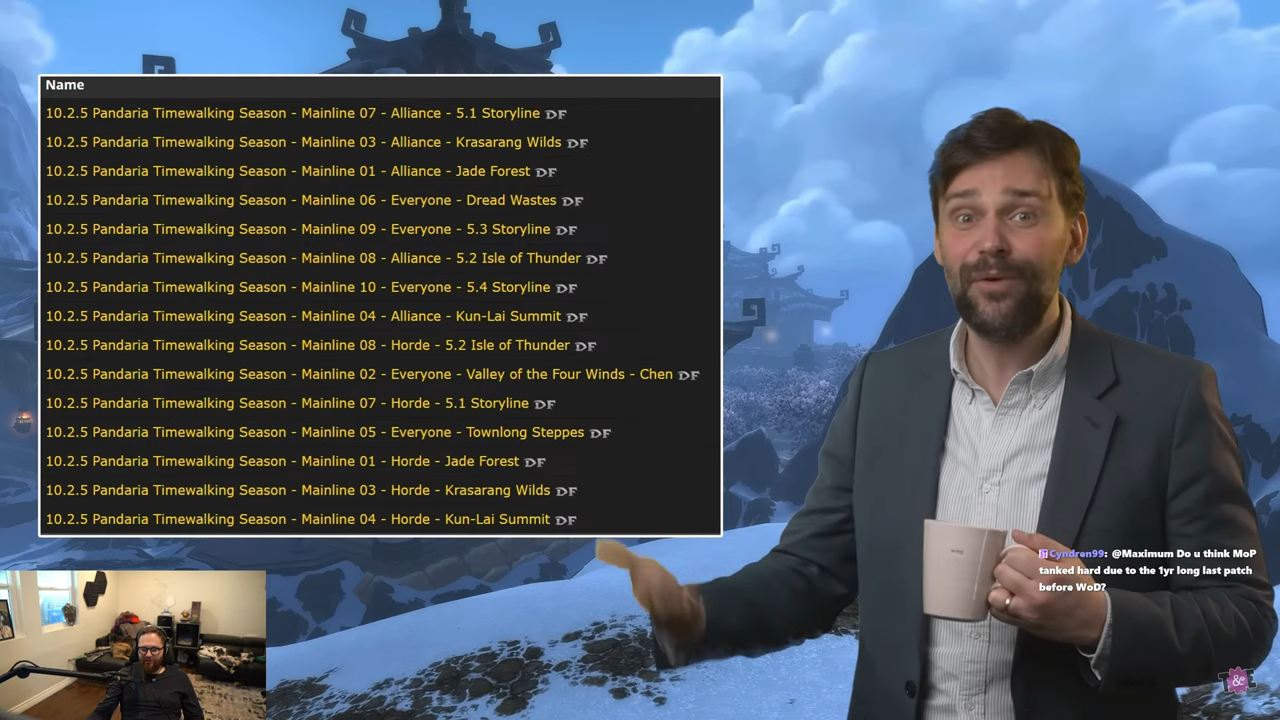 Name
10.2.5 Pandaria Timewalking Season - Mainline 07 - Alliance - 5.1 Storyline DF
10.2.5 Pandaria Timewalking Season - Mainline 03 - Alliance - Krasarang Wilds DF
10.2.5 Pandaria Timewalking Season - Mainline 01 - Alliance - Jade Forest DF
10.2.5 Pandaria Timewalking Season - Mainline 06 - Everyone - Dread Wastes DF
10.2.5 Pandaria Timewalking Season - Mainline 09 - Everyone - 5.3 Storyline DF
10.2.5 Pandaria Timewalking Season - Mainline 08 - Alliance - 5.2 Isle of Thunder DF
10.2.5 Pandaria Timewalking Season - Mainline 10 - Everyone - 5.4 Storyline DF
10.2.5 Pandaria Timewalking Season - Mainline 04 - Alliance - Kun-Lai Summit DF
10.2.5 Pandaria Timewalking Season - Mainline 08 - Horde - 5.2 Isle of Thunder DF
10.2.5 Pandaria Timewalking Season - Mainline 02 - Everyone - Valley of the Four Winds - Chen DF
10.2.5 Pandaria Timewalking Season - Mainline 07 - Horde - 5.1 Storyline DF
10.2.5 Pandaria Timewalking Season - Mainline 05 - Everyone - Townlong Steppes DF
10.2.5 Pandaria Timewalking Season - Mainline 01 - Horde - Jade Forest DF
10.2.5 Pandaria Timewalking Season - Mainline 03 - Horde - Krasarang Wilds DF
10.2.5 Pandaria Timewalking Season - Mainline 04 - Horde - Kun-Lai Summit DF
Cyndren99: @Maximum Do u think MoP
tanked hard due to the 1yr long last patch
before WoD?
T&E